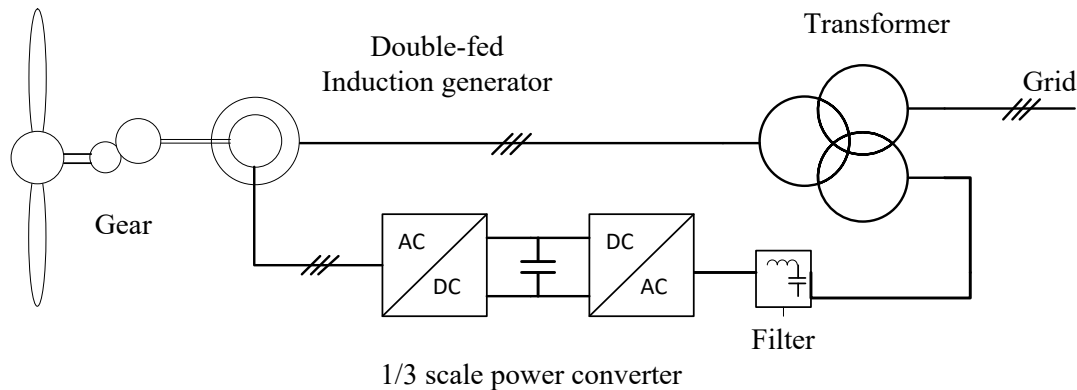 Transformer
Double-fed
Induction generator
Grid
Gear
AC
DC
DC
AC
Filter
1/3 scale power converter